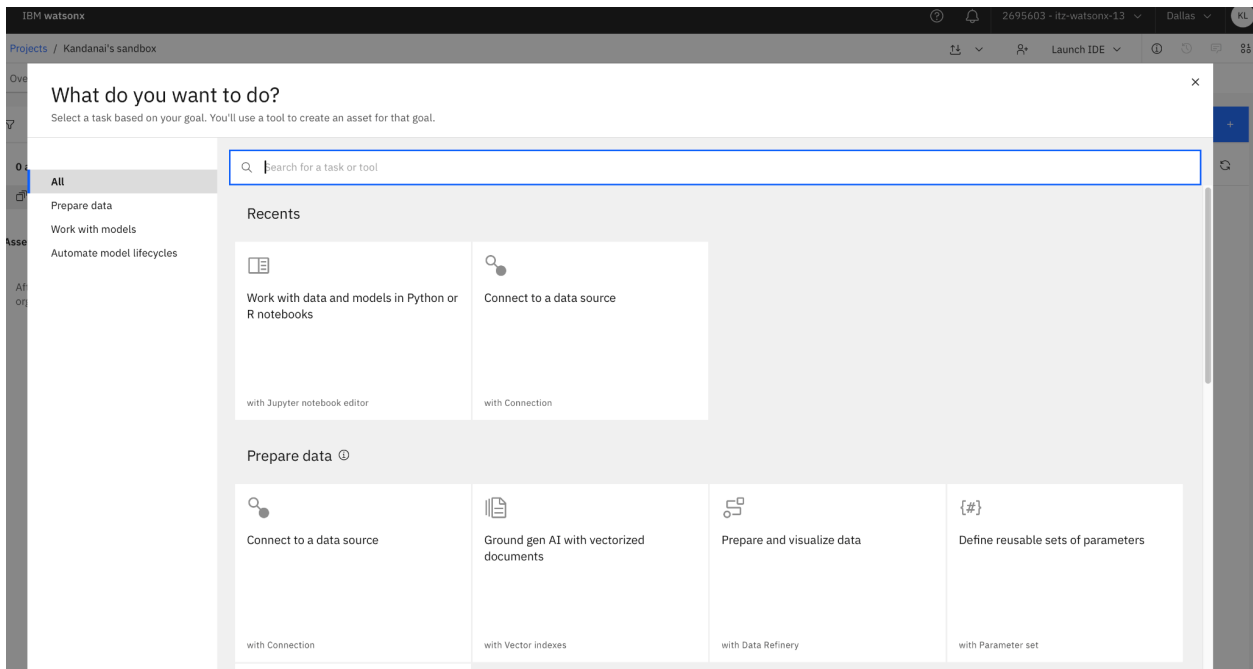 IBM watsonx
2695603 - itz-watsonx-13
Dallas
KL
Projects / Kandanai's sandbox
Launch IDE
Ove
What do you want to do?
Select a task based on your goal. You'll use a tool to create an asset for that goal.
0 a
Asse
Af
or
All
Prepare data
Work with models
Automate model lifecycles
Search for a task or tool
Recents
Work with data and models in Python or
R notebooks
with Jupyter notebook editor
Connect to a data source
with Connection
Prepare data
Connect to a data source
with Connection
Ground gen AI with vectorized
documents
with Vector indexes
Prepare and visualize data
with Data Refinery
{#}
Define reusable sets of parameters
with Parameter set